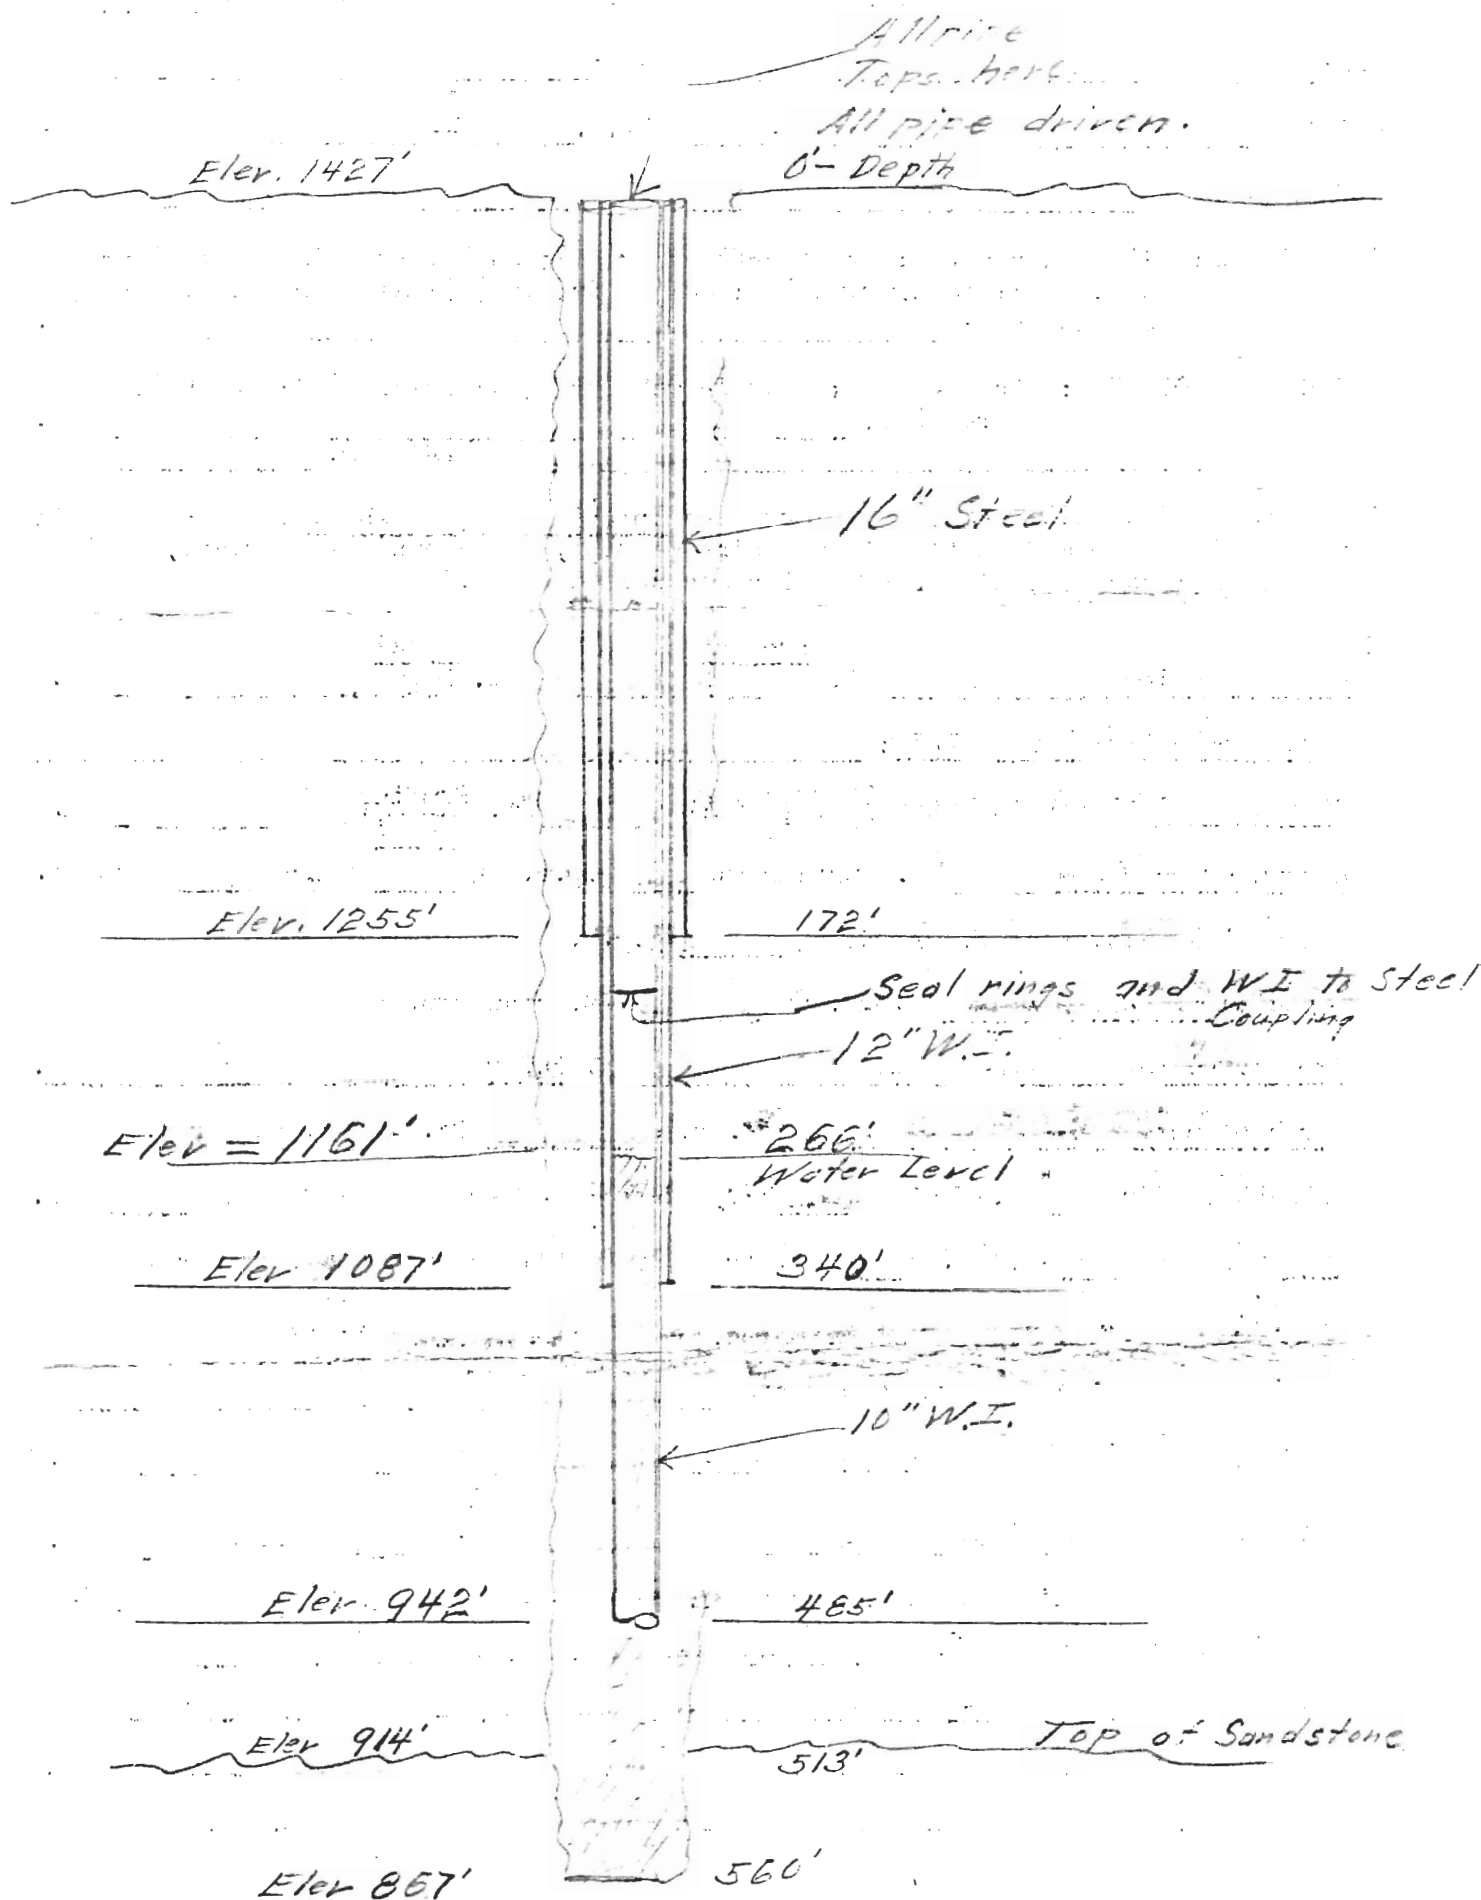 All pipe
Tops here
All pipe driven.
Elev. 1427' 0'- Depth
16" Steel
Elev. 1255' 172'
Seal rings and W.I to Steel
Coupling
12" W.I.
Elev = 1161' 266'
Water Level
Elev 1087' 340'
10" W.I.
Elev. 942' 485'
Elev 914' Top of Sandstone
513'
Elev 867' 560'